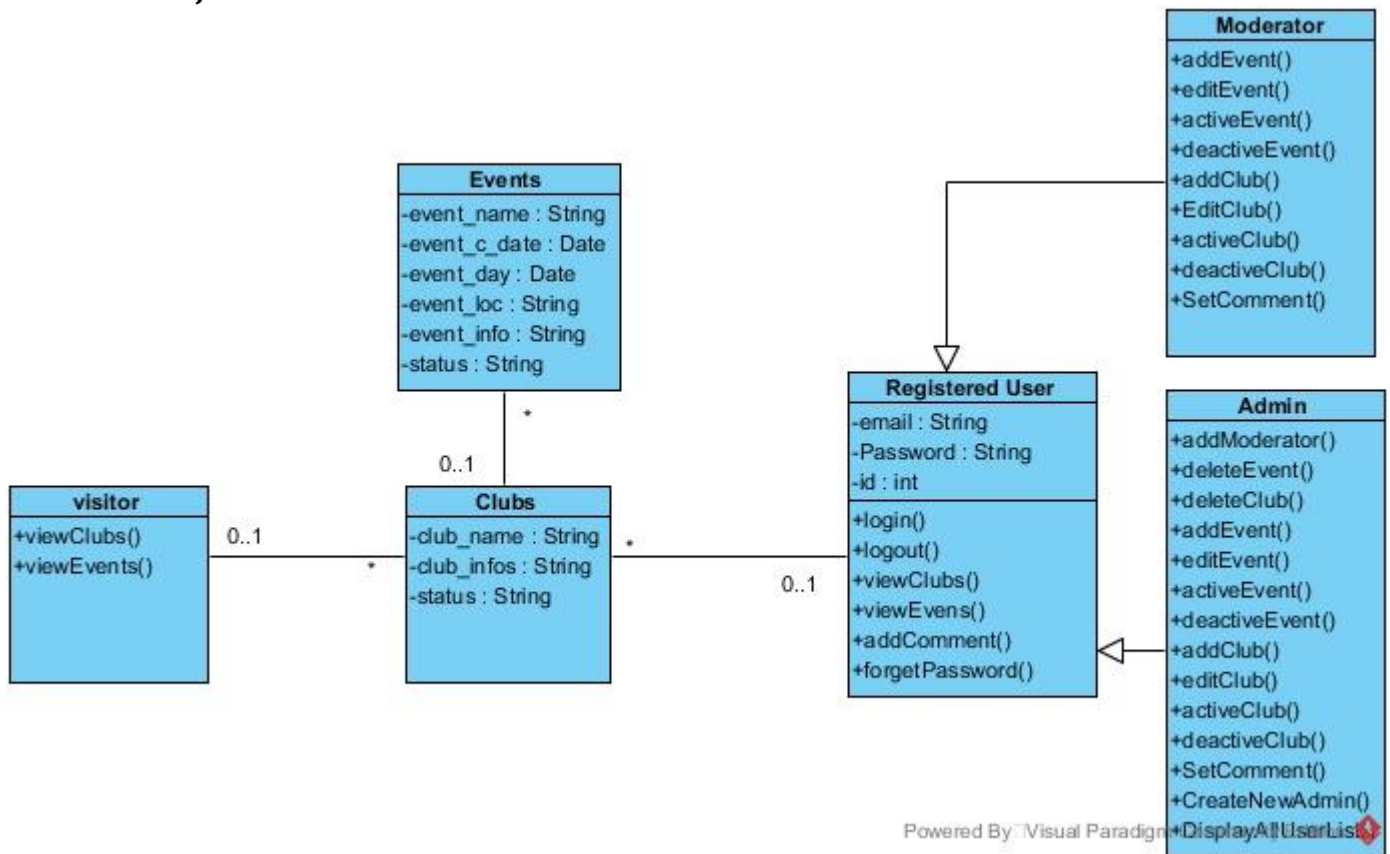 Moderator
+addEvent()
+editEvent()
+activeEvent()
+deactiveEvent()
+addClub()
+EditClub()
+activeClub()
+deactiveClub()
+SetComment()
Events
-event_name : String
-event_c_date : Date
-event_day : Date
-event_loc : String
-event_info : String
-status : String
*
0..1
visitor
+viewClubs()
+viewEvents()
0..1
*
Clubs
-club_name : String
-club_infos : String
-status : String
*
0..1
Registered User
-email : String
-Password : String
-id : int
+login()
+logout()
+viewClubs()
+viewEvens()
+addComment()
+forgetPassword()
Admin
+addModerator()
+deleteEvent()
+deleteClub()
+addEvent()
+editEvent()
+activeEvent()
+deactiveEvent()
+addClub()
+editClub()
+activeClub()
+deactiveClub()
+SetComment()
+CreateNewAdmin()
+DisplayAllUserList()
Powered By Visual Paradigm